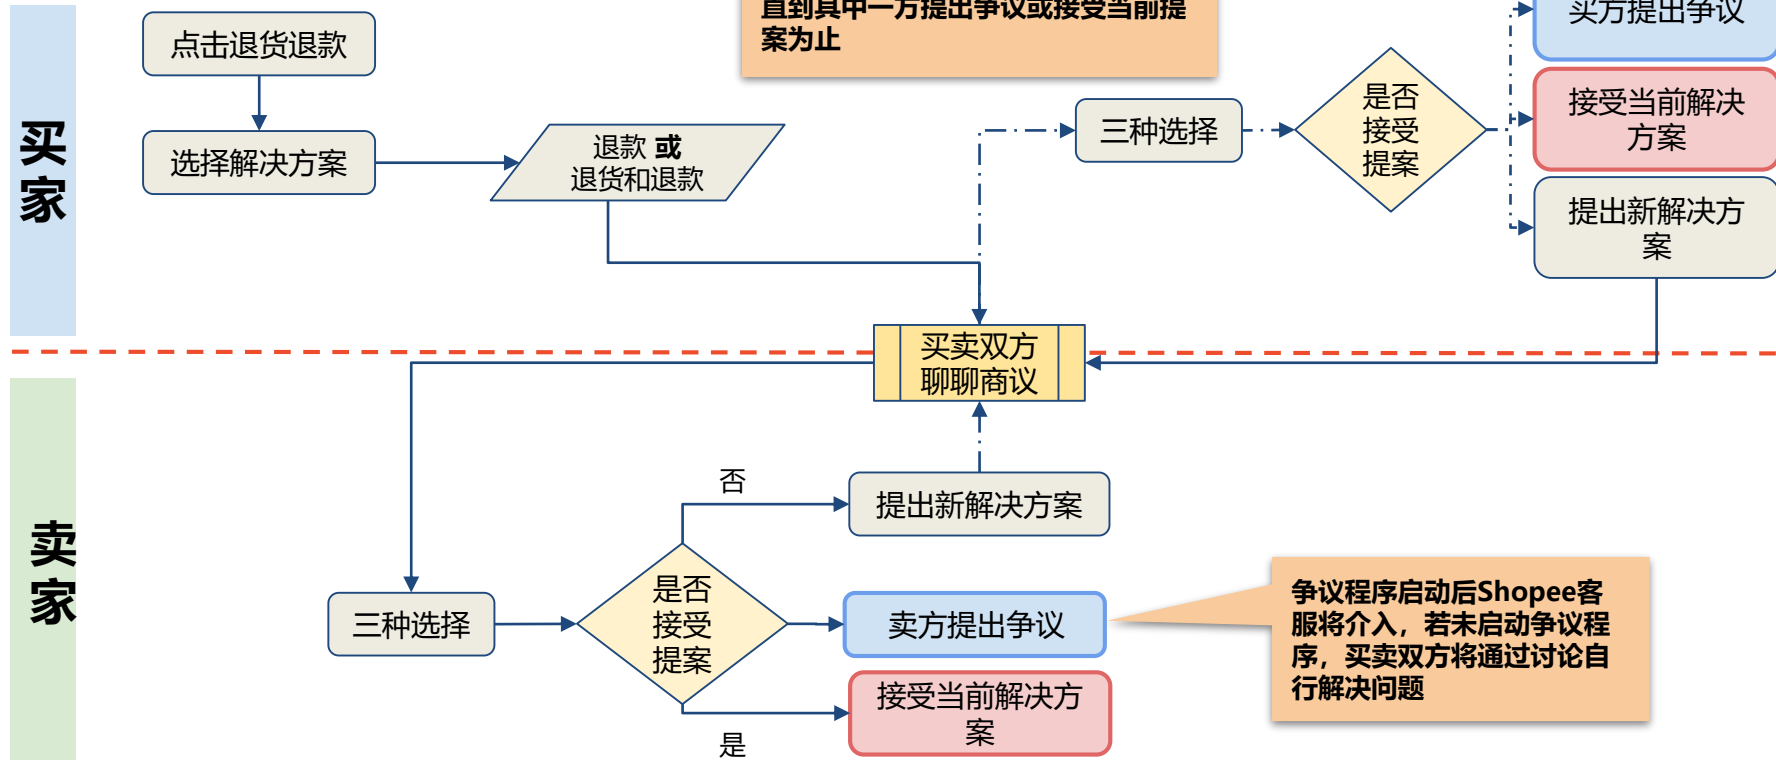 直到其中一方提出争议或接受当前提
案为止
买方提出争议
点击退货退款
接受当前解决
方案
三种选择
是否
接受
提案
买
家
选择解决方案
退款 或
退货和退款
提出新解决方
案
买卖双方
聊聊商议
否
提出新解决方案
卖
家
三种选择
是否
接受
提案
卖方提出争议
争议程序启动后Shopee客
服将介入，若未启动争议程
序，买卖双方将通过讨论自
行解决问题
接受当前解决方
案
是